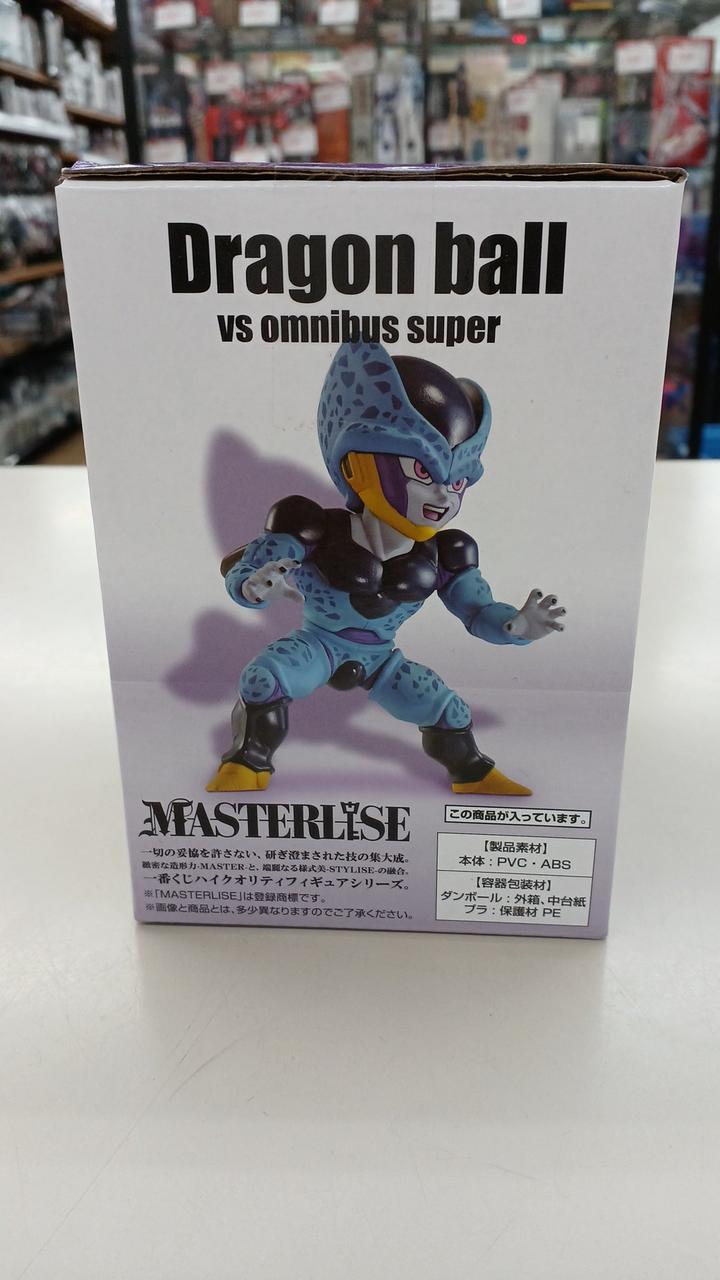 Dragon ball
vs omnibus super
MASTERLISE
一切の妥協を許さない、研ぎ澄まされた技の集大成。
緻密な造形力-MASTER-と、端麗なる様式美-STYLISE-の融合。
一番くじハイクオリティフィギュアシリーズ。
※「MASTERLISE」は登録商標です。
※画像と商品とは、多少異なりますのでご了承ください。
この商品が入っています。
【製品素材】
本体：PVC・ABS
【容器包装材】
ダンボール：外箱、中台紙
プラ：保護材 PE